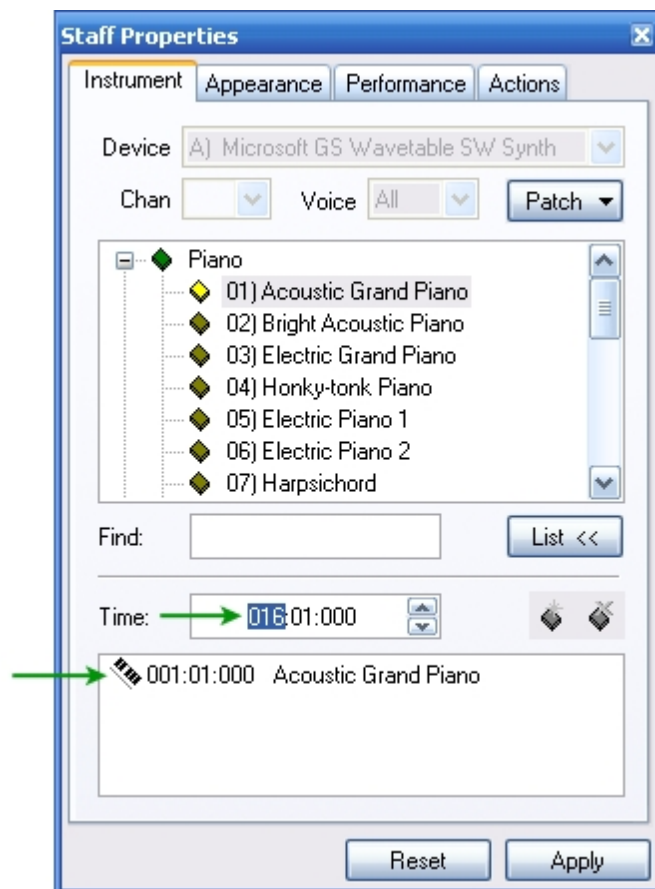 Staff Properties
Instrument Appearance Performance Actions
Device A) Microsoft GS Wavetable SW Synth
Chan Voice All Patch
Piano
01) Acoustic Grand Piano
02) Bright Acoustic Piano
03) Electric Grand Piano
04) Honky-tonk Piano
05) Electric Piano 1
06) Electric Piano 2
07) Harpsichord
Find: List <<
Time: 016:01:000
001:01:000 Acoustic Grand Piano
Reset Apply